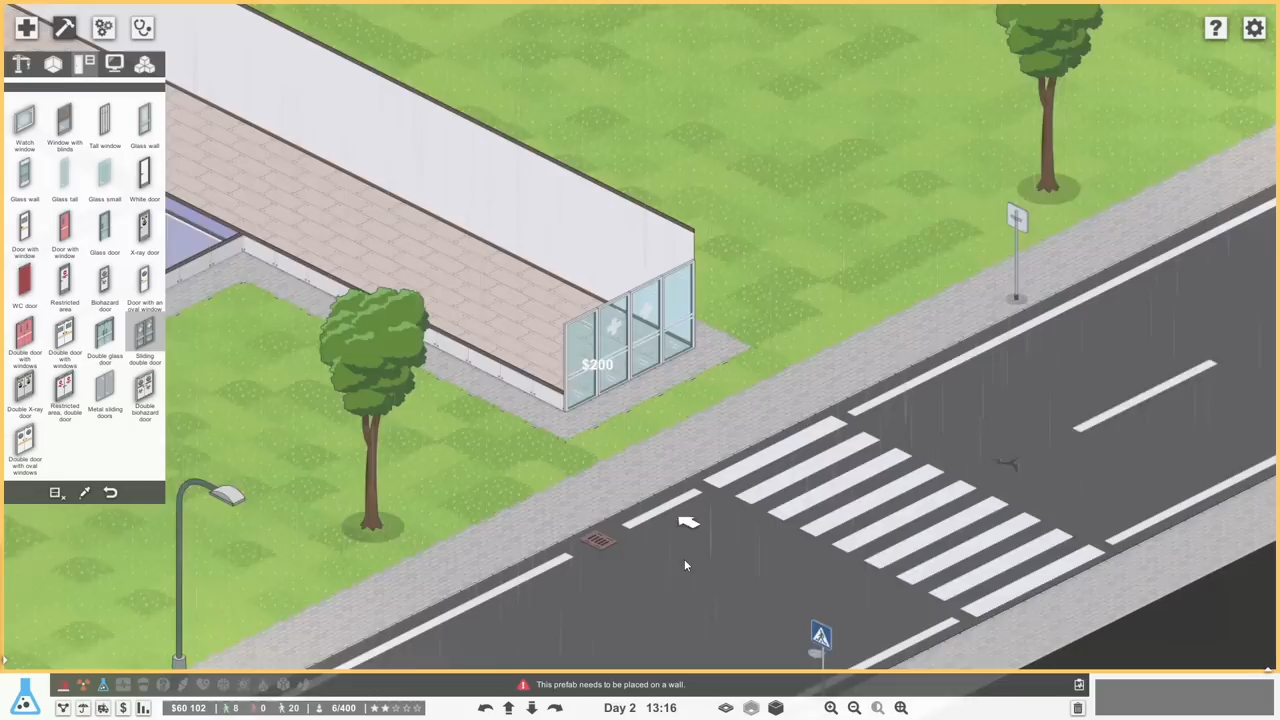 ?
Watch window
Window with blinds
Tall window
Glass wall
Glass wall
Glass tall
Glass small
White door
Door with window
Door with window
Glass door
X-ray door
WC door
Restricted area
Biohazard door
Door with an oval window
Double door with windows
Double door with windows
Double glass door
Sliding double door
Double X-ray door
Restricted area, double door
Metal sliding doors
Double biohazard door
Double door with oval windows
$200
This prefab needs to be placed on a wall.
$60 102
8
0
20
6/400
Day 2 13:16